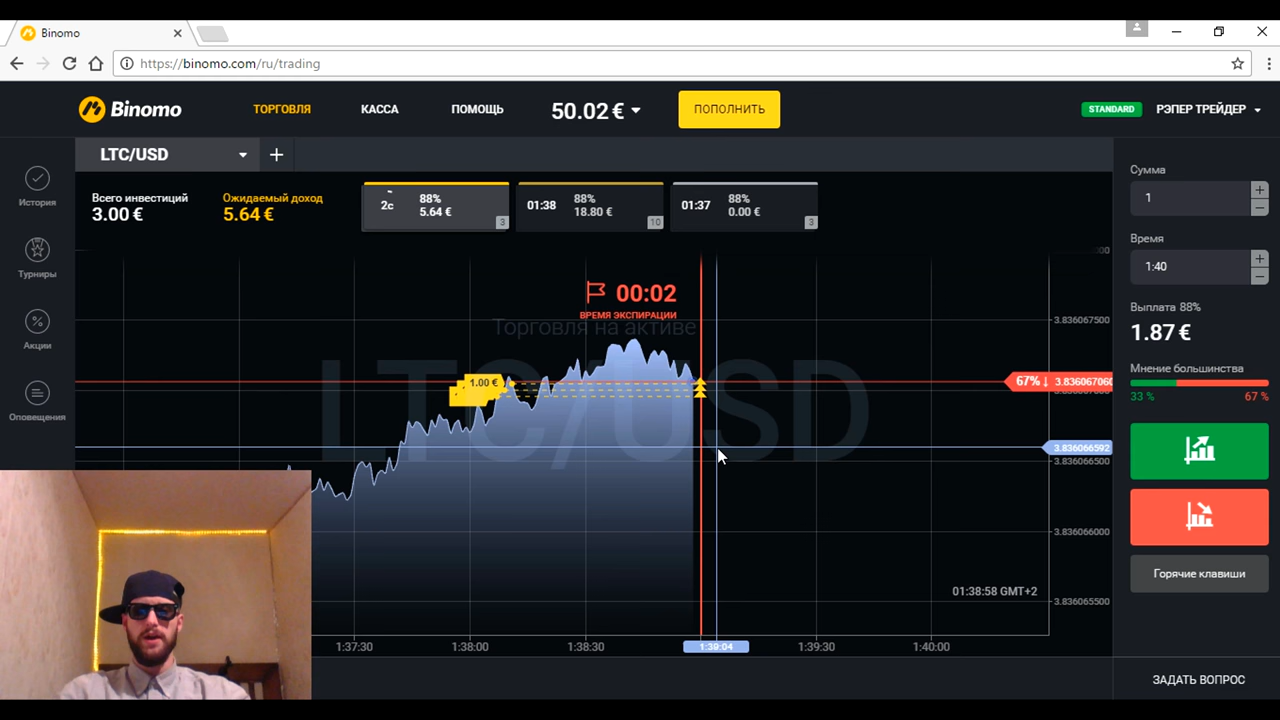 Binomo
https://binomo.com/ru/trading
Binomo
ТОРГОВЛЯ
КАССА
ПОМОЩЬ
50.02 €
ПОПОЛНИТЬ
STANDARD
РЭПЕР ТРЕЙДЕР
LTC/USD
История
Турниры
Акции
Оповещения
Всего инвестиций
3.00 €
Ожидаемый доход
5.64 €
2с
88%
5.64 €
3
01:38
88%
18.80 €
10
01:37
88%
0.00 €
3
00:02
ВРЕМЯ ЭКСПИРАЦИИ
Торговля на активе
LTC/USD
1.00 €
3.836067500
67% ↓ 3.836067060
3.836066592
3.836066500
3.836066000
3.836065500
01:38:58 GMT+2
1:37:30
1:38:00
1:38:30
1:39:04
1:39:30
1:40:00
Сумма
1
Время
1:40
Выплата 88%
1.87 €
Мнение большинства
33 %
67 %
Горячие клавиши
ЗАДАТЬ ВОПРОС